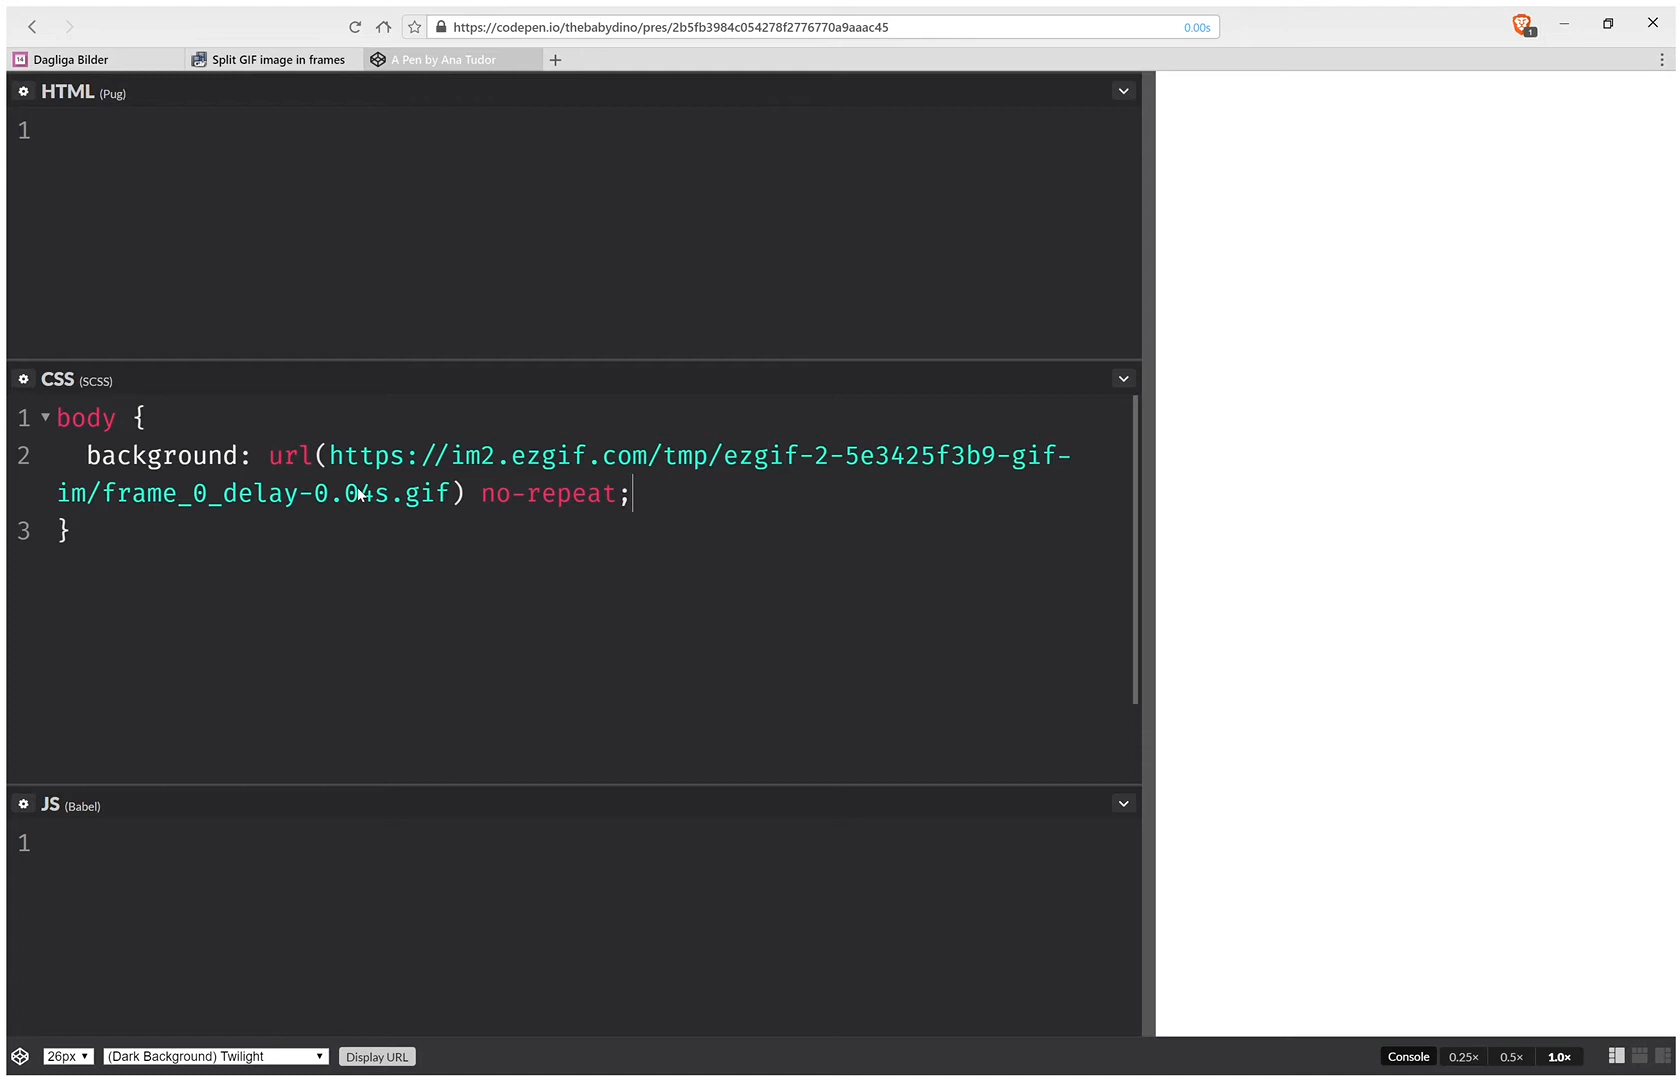 https://codepen.io/thebabydino/pres/2b5fb3984c054278f2776770a9aaac45
0.00s
1
14 Dagliga Bilder
Split GIF image in frames
A Pen by Ana Tudor
HTML (Pug)
1
CSS (SCSS)
1 body {
2 background: url(https://im2.ezgif.com/tmp/ezgif-2-5e3425f3b9-gif-
im/frame_0_delay-0.04s.gif) no-repeat;
3 }
JS (Babel)
1
26px
(Dark Background) Twilight
Display URL
Console
0.25×
0.5×
1.0×